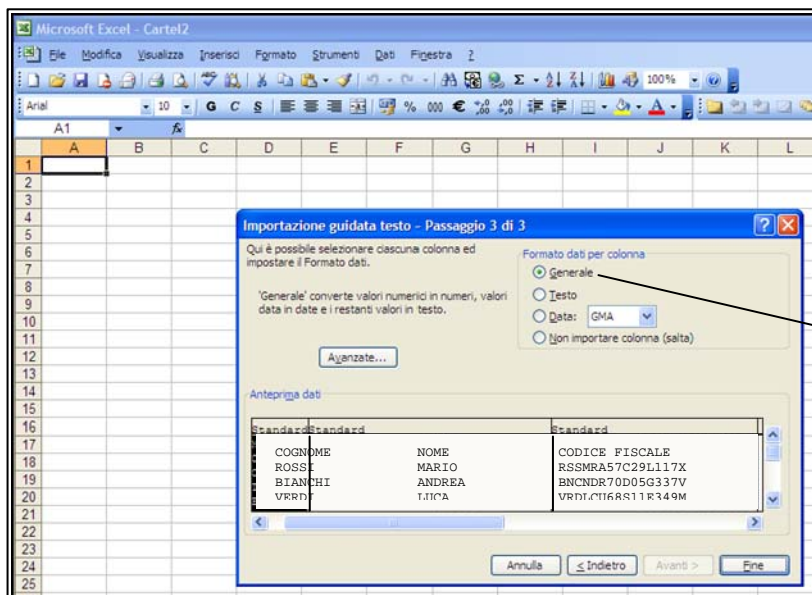 Microsoft Excel - Cartel2
File Modifica Visualizza Inserisci Formato Strumenti Dati Finestra ?
100%
Arial 10 G C S % 000 €
A1 fx
A B C D E F G H I J K L
1
2
3
4
5
6
7
8
9
10
11
12
13
14
15
16
17
18
19
20
21
22
23
24
25
Importazione guidata testo - Passaggio 3 di 3
Qui è possibile selezionare ciascuna colonna ed
impostare il Formato dati.
'Generale' converte valori numerici in numeri, valori
data in date e i restanti valori in testo.
Avanzate...
Formato dati per colonna
Generale
Testo
Data: GMA
Non importare colonna (salta)
Anteprima dati
Standard Standard Standard
COGNOME NOME CODICE FISCALE
ROSSI MARIO RSSMRA57C29L117X
BIANCHI ANDREA BNCNDR70D05G337V
VERDI LUCA VRDLCU68S11E349M
Annulla < Indietro Avanti > Fine